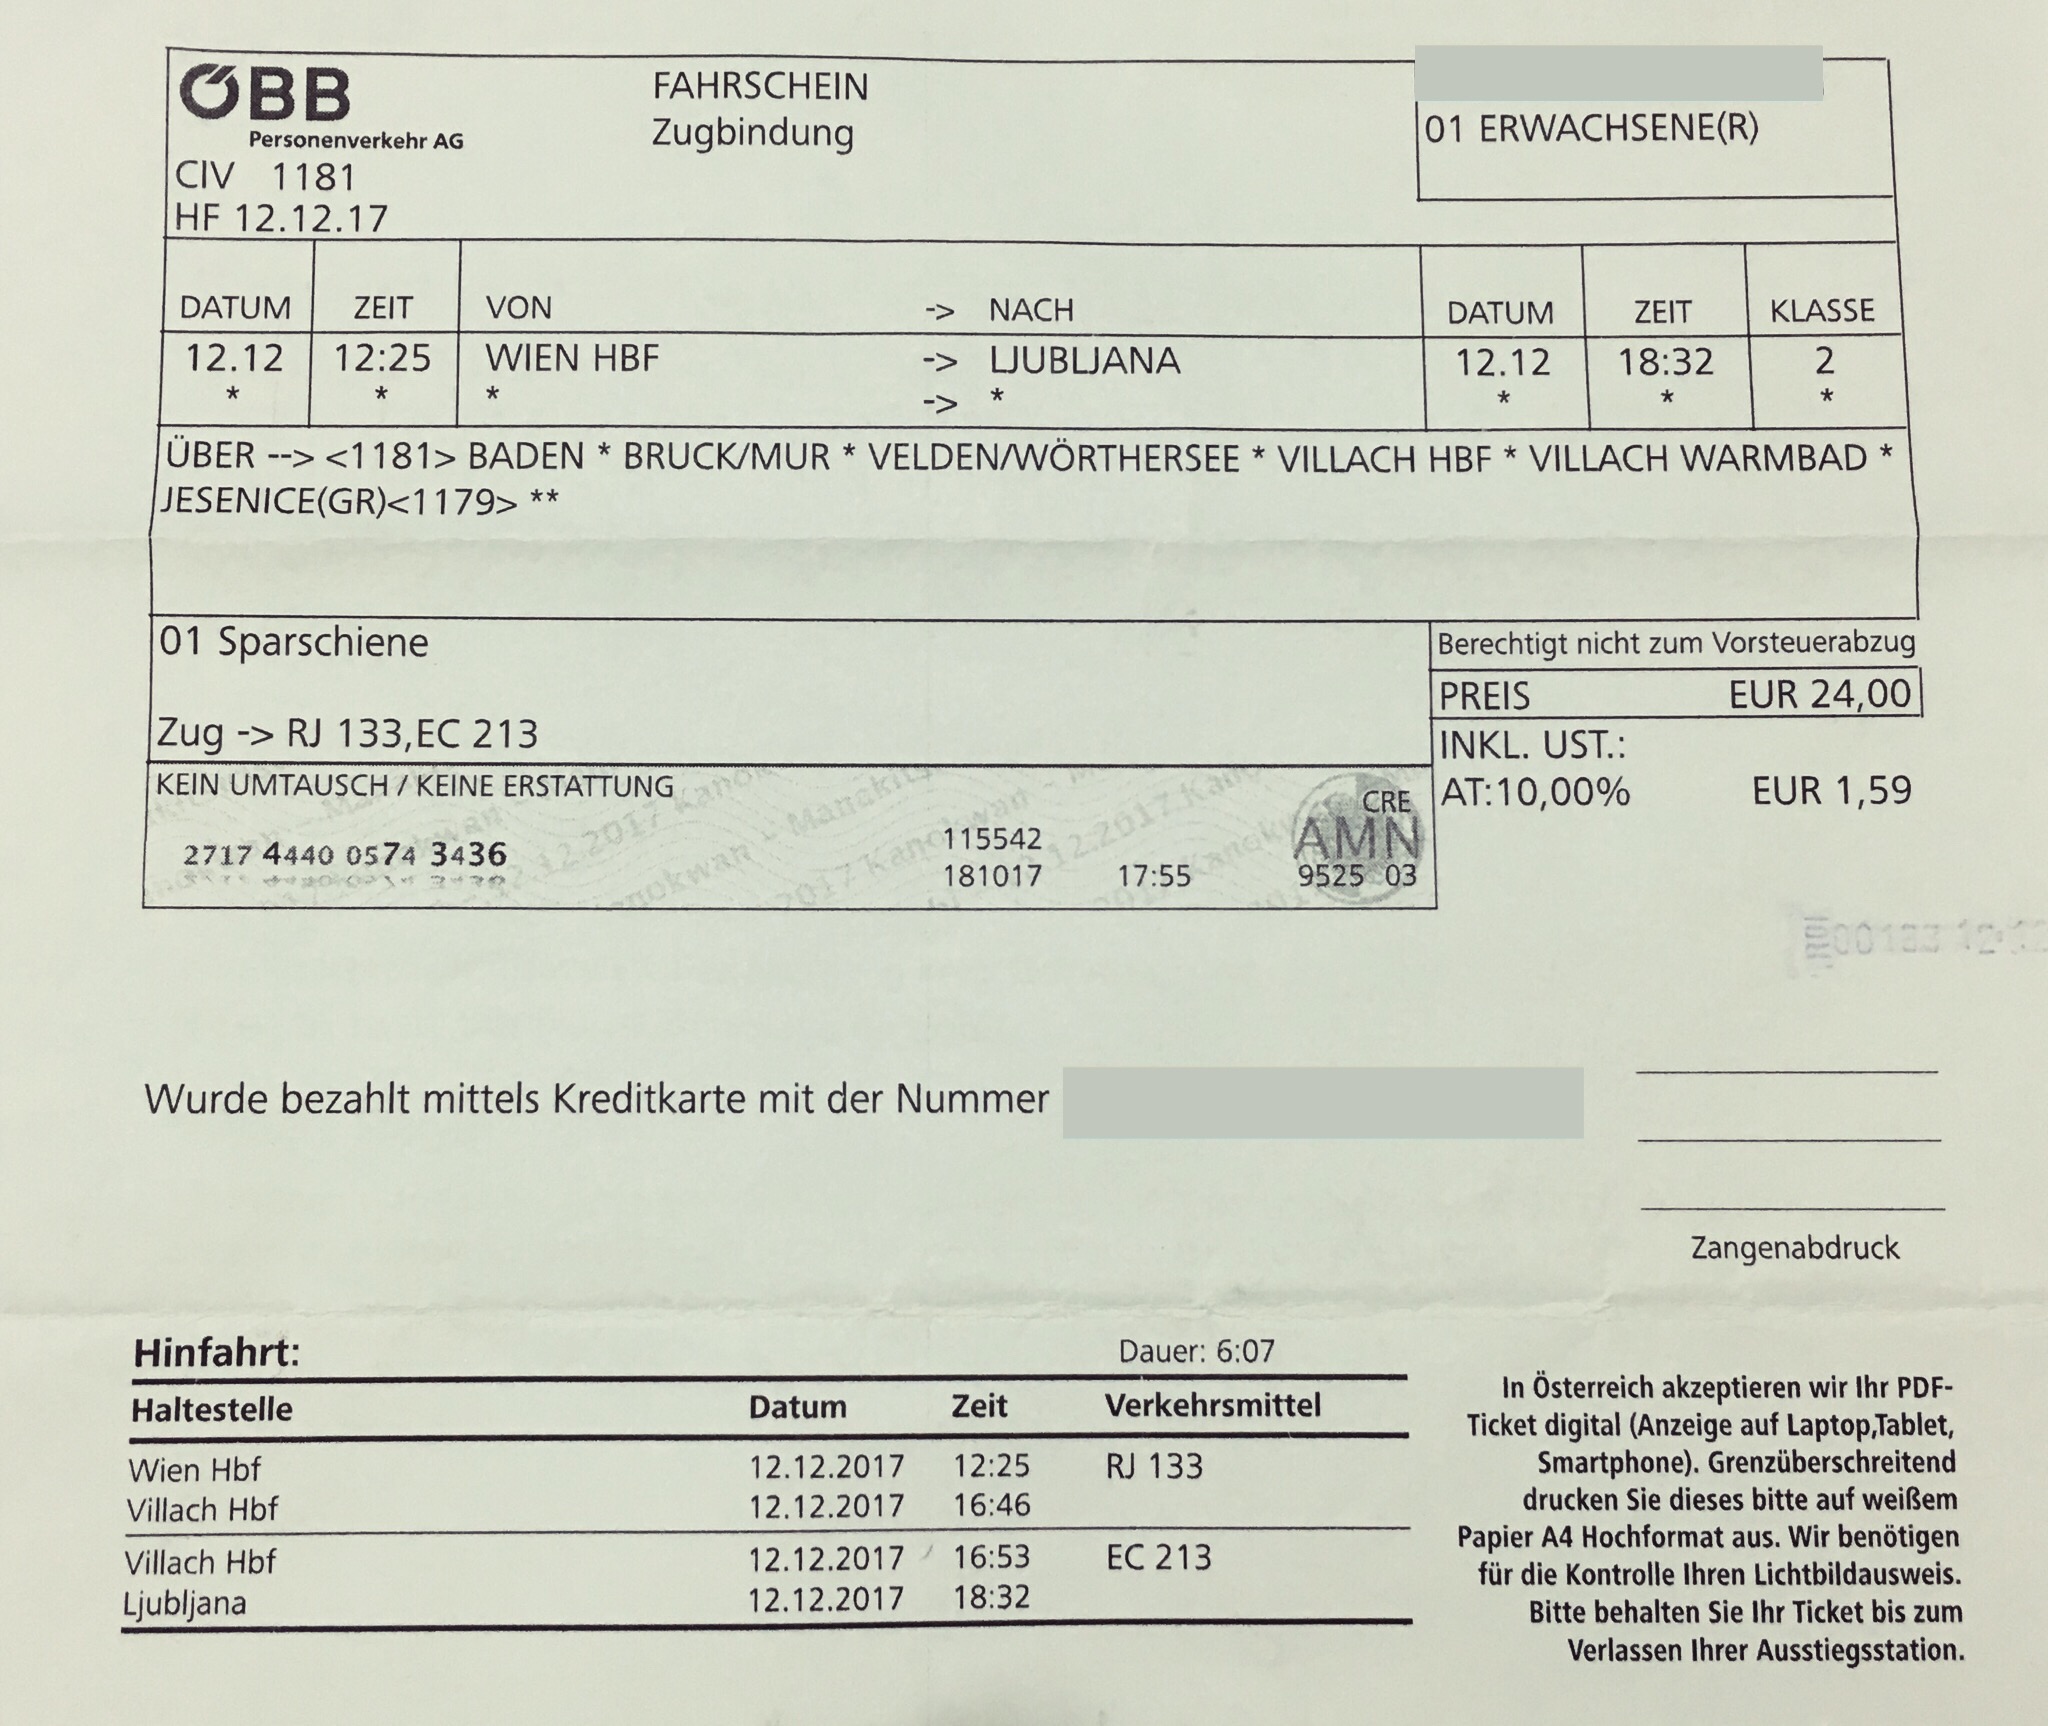 ÖBB
Personenverkehr AG
FAHRSCHEIN
Zugbindung
01 ERWACHSENE(R)
CIV 1181
HF 12.12.17
DATUM ZEIT VON -> NACH DATUM ZEIT KLASSE
12.12 12:25 WIEN HBF -> LJUBLJANA 12.12 18:32 2
* * * -> * * * *
ÜBER --> <1181> BADEN * BRUCK/MUR * VELDEN/WÖRTHERSEE * VILLACH HBF * VILLACH WARMBAD *
JESENICE(GR)<1179> **
01 Sparschiene
Zug -> RJ 133,EC 213
Berechtigt nicht zum Vorsteuerabzug
PREIS EUR 24,00
INKL. UST.:
AT:10,00% EUR 1,59
KEIN UMTAUSCH / KEINE ERSTATTUNG
CRE
AMN
2717 4440 0574 3436
115542
181017 17:55 9525 03
Wurde bezahlt mittels Kreditkarte mit der Nummer
Zangenabdruck
Hinfahrt: Dauer: 6:07
Haltestelle Datum Zeit Verkehrsmittel
Wien Hbf 12.12.2017 12:25 RJ 133
Villach Hbf 12.12.2017 16:46
Villach Hbf 12.12.2017 16:53 EC 213
Ljubljana 12.12.2017 18:32
In Österreich akzeptieren wir Ihr PDF-
Ticket digital (Anzeige auf Laptop,Tablet,
Smartphone). Grenzüberschreitend
drucken Sie dieses bitte auf weißem
Papier A4 Hochformat aus. Wir benötigen
für die Kontrolle Ihren Lichtbildausweis.
Bitte behalten Sie Ihr Ticket bis zum
Verlassen Ihrer Ausstiegsstation.